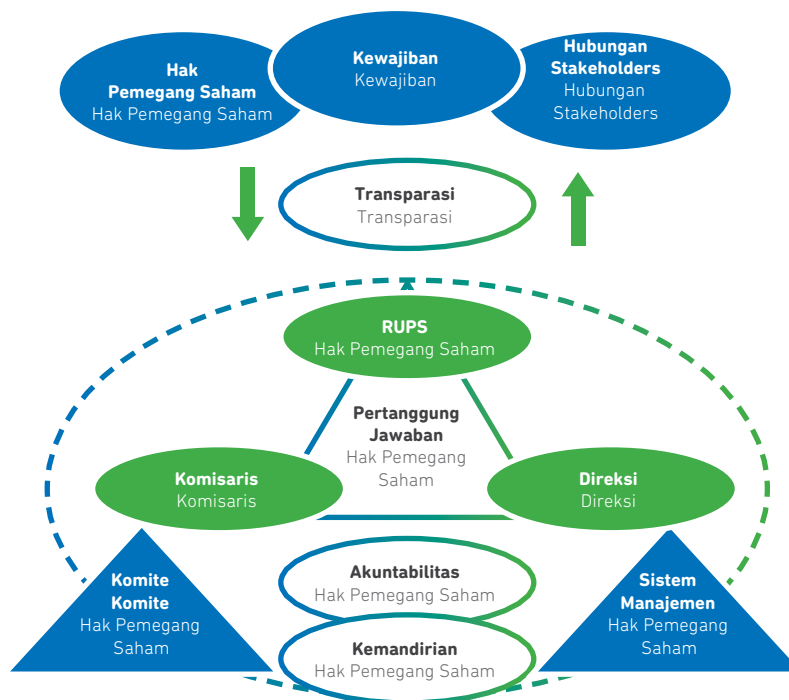 Hak
Pemegang Saham
Hak Pemegang Saham
Kewajiban
Kewajiban
Hubungan
Stakeholders
Hubungan
Stakeholders
Transparasi
Transparasi
RUPS
Hak Pemegang Saham
Pertanggung
Jawaban
Hak Pemegang
Saham
Komisaris
Komisaris
Direksi
Direksi
Komite
Komite
Hak Pemegang
Saham
Akuntabilitas
Hak Pemegang Saham
Kemandirian
Hak Pemegang Saham
Sistem
Manajemen
Hak Pemegang
Saham